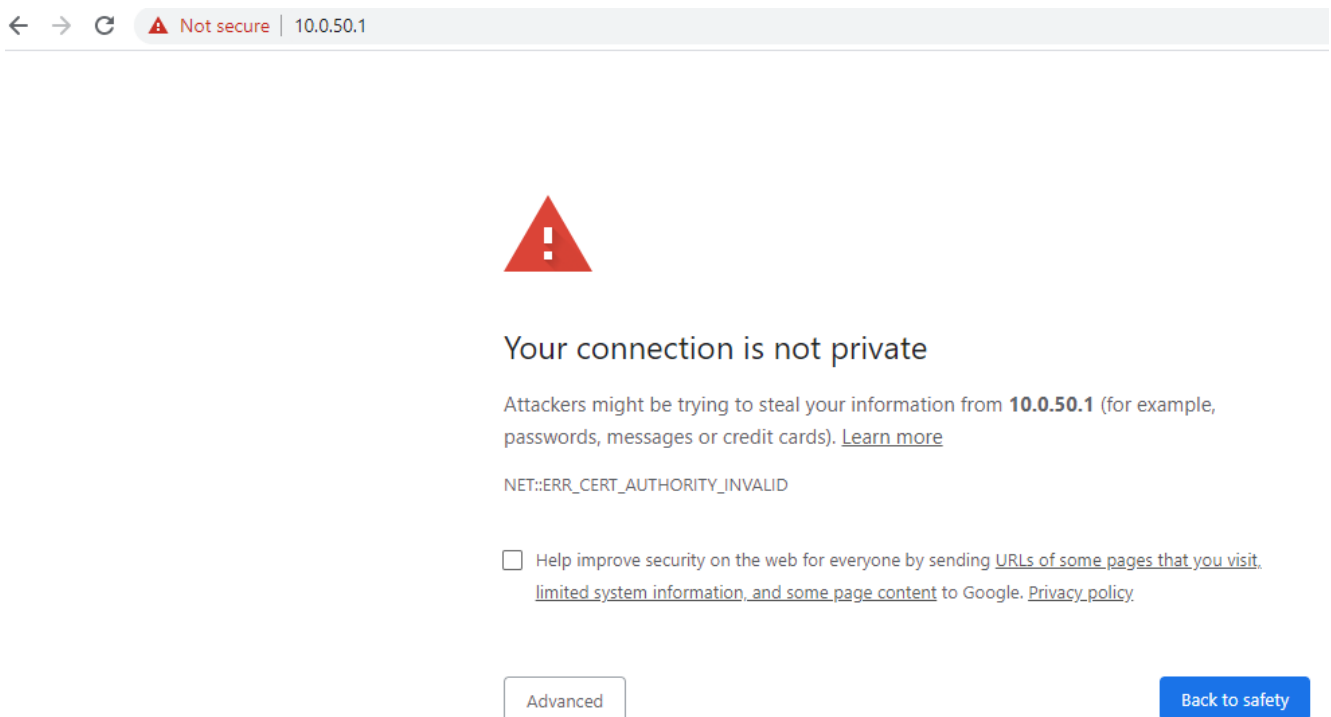 Not secure | 10.0.50.1
Your connection is not private
Attackers might be trying to steal your information from 10.0.50.1 (for example,
passwords, messages or credit cards). Learn more
NET::ERR_CERT_AUTHORITY_INVALID
Help improve security on the web for everyone by sending URLs of some pages that you visit,
limited system information, and some page content to Google. Privacy policy
Advanced
Back to safety